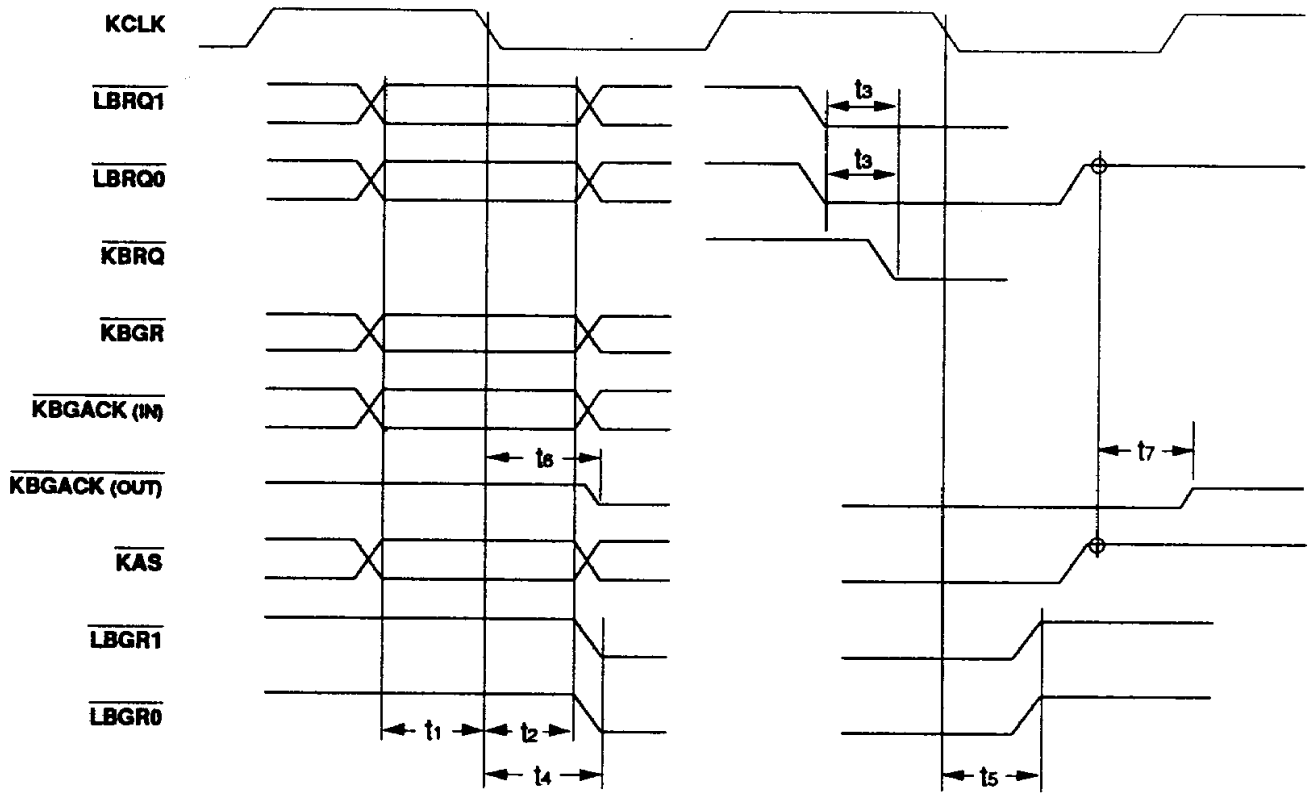 KCLK
LBRQ1
t3
LBRQ0
t3
KBRQ
KBGR
KBGACK (IN)
t6
t7
KBGACK (OUT)
KAS
LBGR1
LBGR0
t1
t2
t4
t5